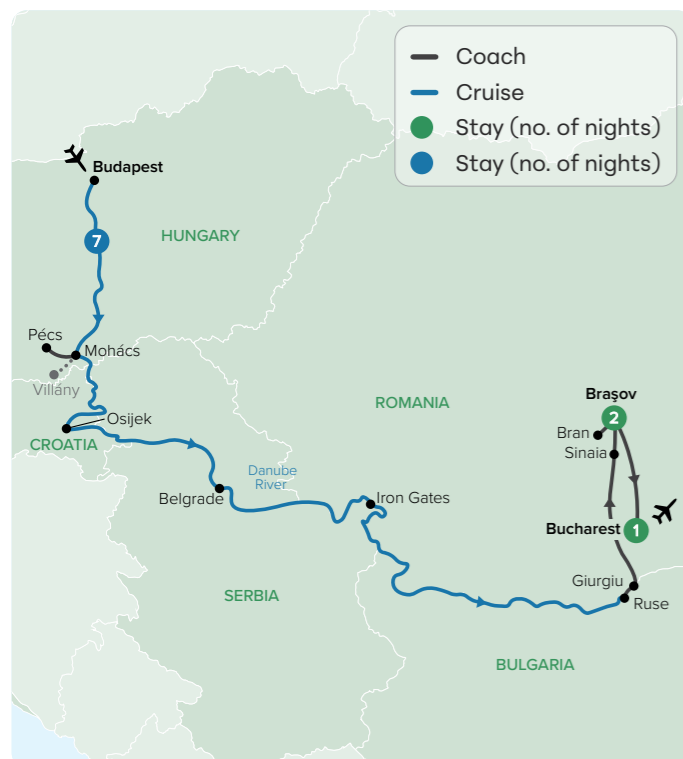 Coach
Cruise
Stay (no. of nights)
Stay (no. of nights)
Budapest
7
HUNGARY
Pécs
Mohács
Villány
Osijek
CROATIA
ROMANIA
Braşov
2
Bran
Sinaia
Danube
River
Belgrade
Iron Gates
Bucharest
1
Giurgiu
Ruse
SERBIA
BULGARIA